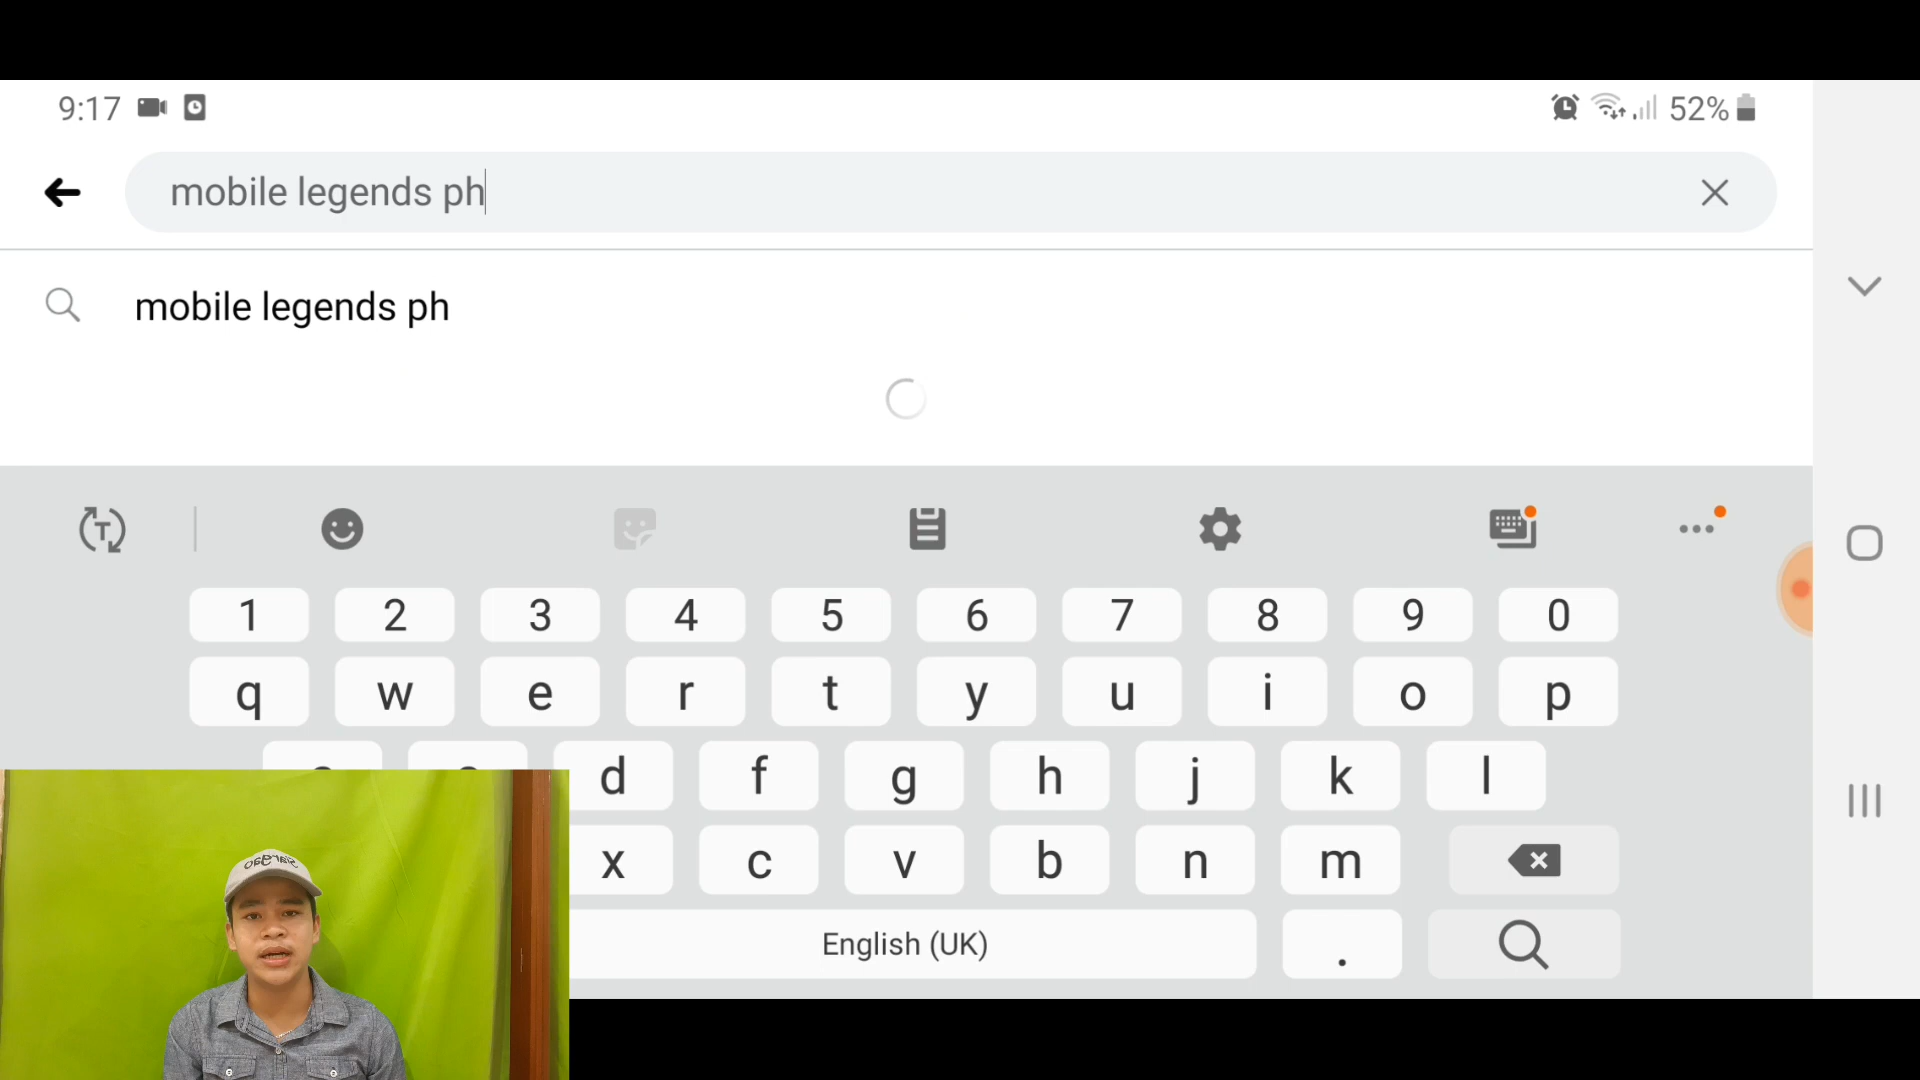 9:17 52%
mobile legends ph
mobile legends ph
T
1 2 3 4 5 6 7 8 9 0
q w e r t y u i o p
d f g h j k l
x c v b n m
English (UK) .